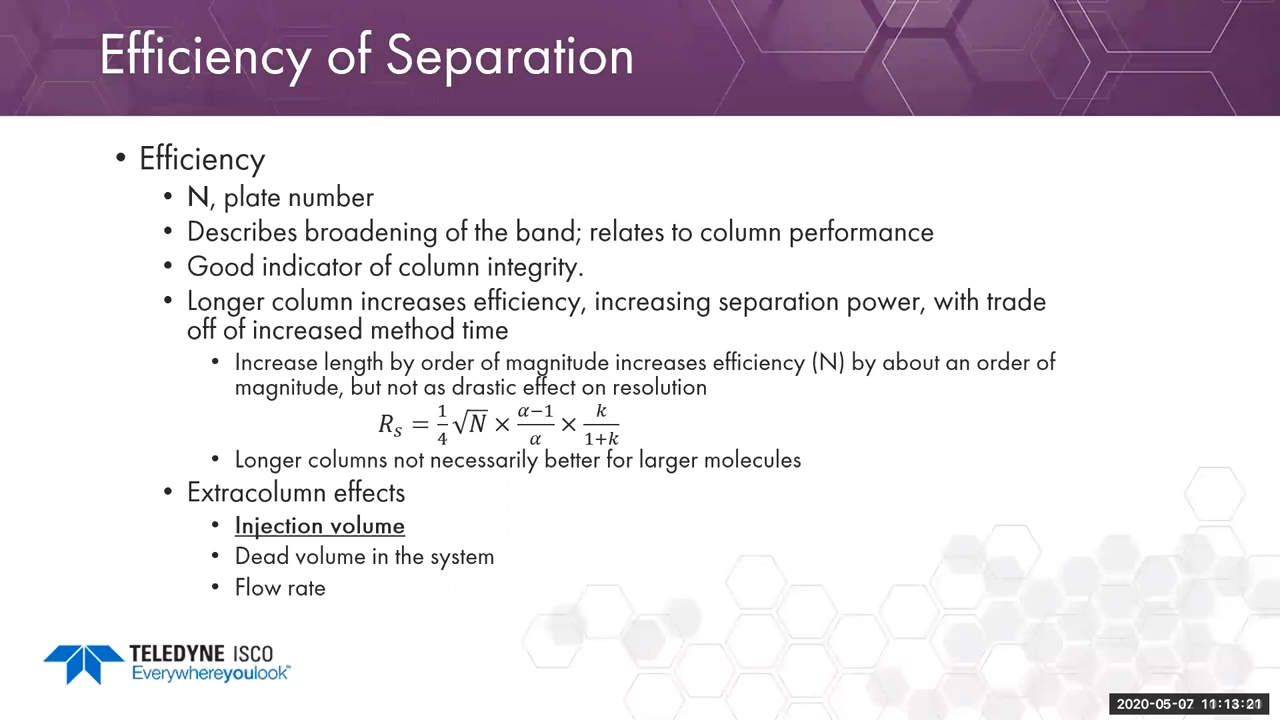 Efficiency of Separation
• Efficiency
• N, plate number
• Describes broadening of the band; relates to column performance
• Good indicator of column integrity.
• Longer column increases efficiency, increasing separation power, with trade
off of increased method time
• Increase length by order of magnitude increases efficiency (N) by about an order of
magnitude, but not as drastic effect on resolution
R_s = 1/4 √N × (α−1)/α × k/(1+k)
• Longer columns not necessarily better for larger molecules
• Extracolumn effects
• Injection volume
• Dead volume in the system
• Flow rate
TELEDYNE ISCO
Everywhereyoulook™
2020-05-07 11:13:21